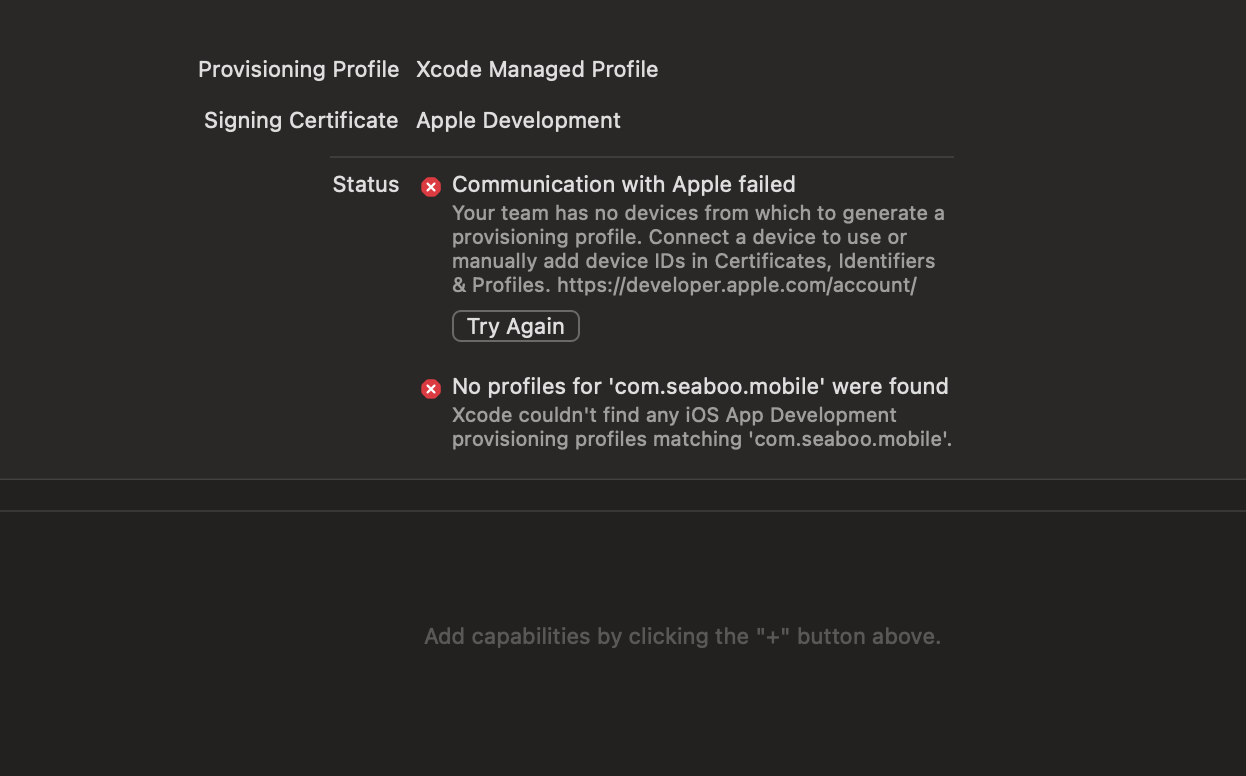 Provisioning Profile Xcode Managed Profile
Signing Certificate Apple Development
Status Communication with Apple failed
Your team has no devices from which to generate a
provisioning profile. Connect a device to use or
manually add device IDs in Certificates, Identifiers
& Profiles. https://developer.apple.com/account/
Try Again
No profiles for 'com.seaboo.mobile' were found
Xcode couldn't find any iOS App Development
provisioning profiles matching 'com.seaboo.mobile'.
Add capabilities by clicking the "+" button above.